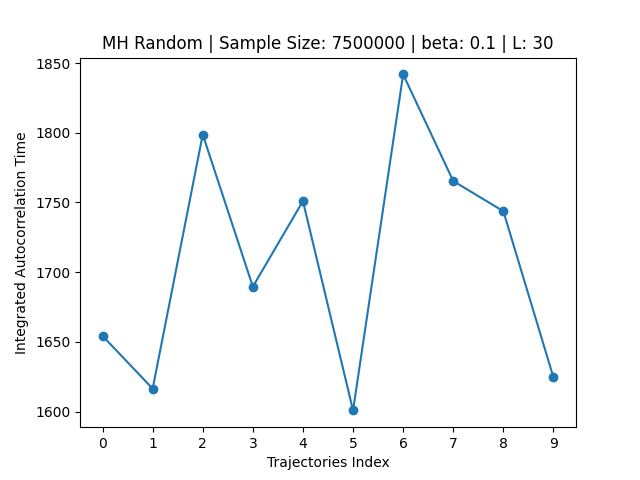 MH Random | Sample Size: 7500000 | beta: 0.1 | L: 30
Integrated Autocorrelation Time
1850
1800
1750
1700
1650
1600
0 1 2 3 4 5 6 7 8 9
Trajectories Index